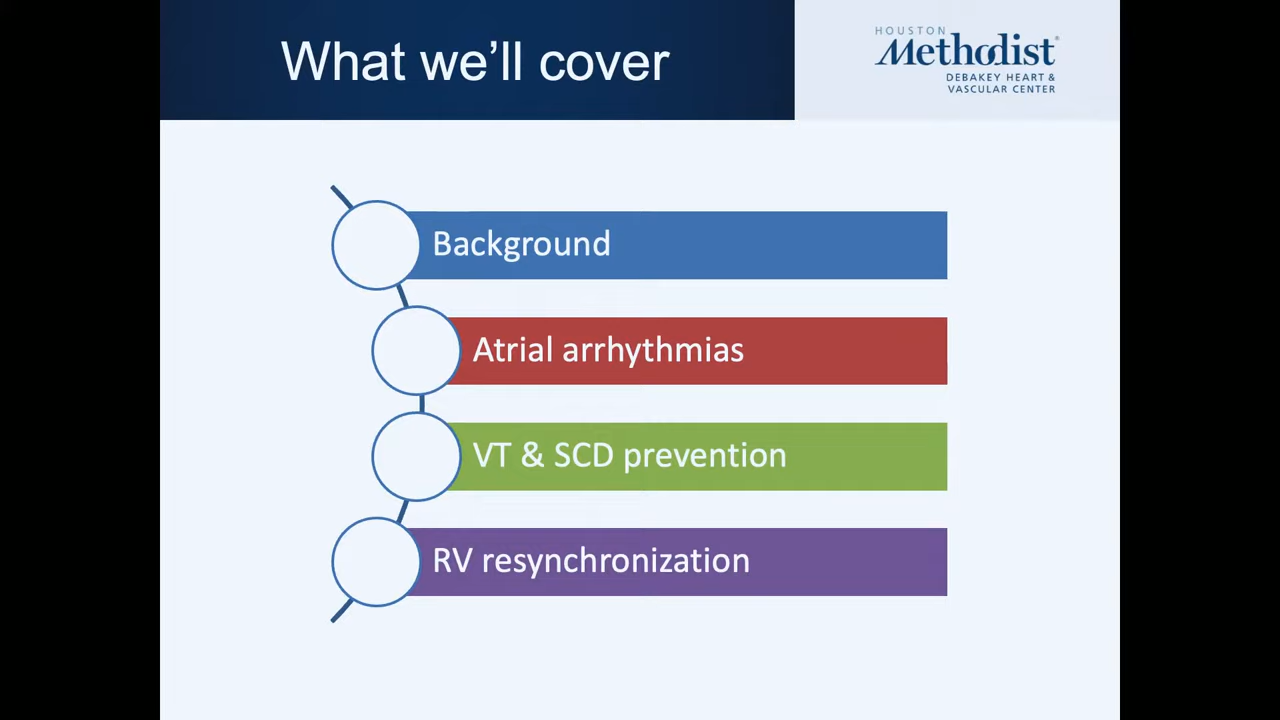 What we'll cover
HOUSTON
Methodist®
DEBAKEY HEART &
VASCULAR CENTER
Background
Atrial arrhythmias
VT & SCD prevention
RV resynchronization